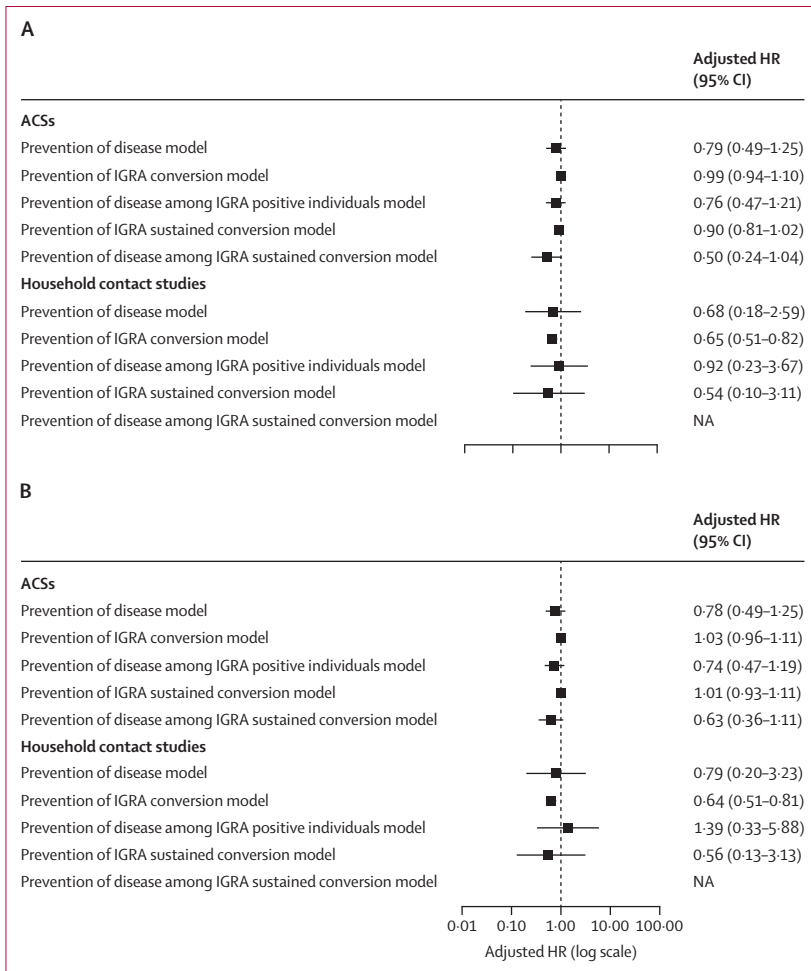 A
Adjusted HR
(95% CI)
ACSs
Prevention of disease model 0·79 (0·49–1·25)
Prevention of IGRA conversion model 0·99 (0·94–1·10)
Prevention of disease among IGRA positive individuals model 0·76 (0·47–1·21)
Prevention of IGRA sustained conversion model 0·90 (0·81–1·02)
Prevention of disease among IGRA sustained conversion model 0·50 (0·24–1·04)
Household contact studies
Prevention of disease model 0·68 (0·18–2·59)
Prevention of IGRA conversion model 0·65 (0·51–0·82)
Prevention of disease among IGRA positive individuals model 0·92 (0·23–3·67)
Prevention of IGRA sustained conversion model 0·54 (0·10–3·11)
Prevention of disease among IGRA sustained conversion model NA
B
Adjusted HR
(95% CI)
ACSs
Prevention of disease model 0·78 (0·49–1·25)
Prevention of IGRA conversion model 1·03 (0·96–1·11)
Prevention of disease among IGRA positive individuals model 0·74 (0·47–1·19)
Prevention of IGRA sustained conversion model 1·01 (0·93–1·11)
Prevention of disease among IGRA sustained conversion model 0·63 (0·36–1·11)
Household contact studies
Prevention of disease model 0·79 (0·20–3·23)
Prevention of IGRA conversion model 0·64 (0·51–0·81)
Prevention of disease among IGRA positive individuals model 1·39 (0·33–5·88)
Prevention of IGRA sustained conversion model 0·56 (0·13–3·13)
Prevention of disease among IGRA sustained conversion model NA
0·01 0·10 1·00 10·00 100·00
Adjusted HR (log scale)